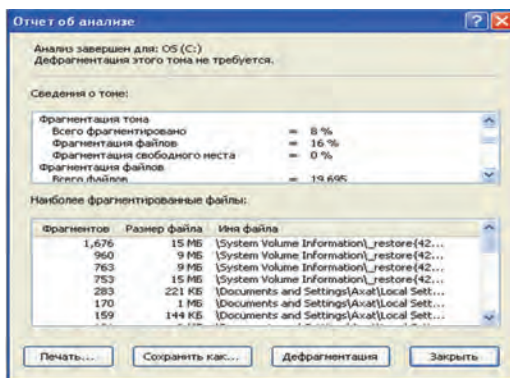 Отчет об анализе
Анализ завершен для: OS (C:)
Дефрагментация этого тома не требуется.
Сведения о томе:
Фрагментация тома
Всего фрагментировано = 8 %
Фрагментация файлов = 16 %
Фрагментация свободного места = 0 %
Фрагментация файлов
Всего файлов = 19,695
Наиболее фрагментированные файлы:
Фрагментов Размер файла Имя файла
1,676 15 МБ \System Volume Information\_restore{42...
960 9 МБ \System Volume Information\_restore{42...
763 9 МБ \System Volume Information\_restore{42...
753 15 МБ \System Volume Information\_restore{42...
283 221 КБ \Documents and Settings\Axat\Local Sett...
170 1 МБ \Documents and Settings\Axat\Local Sett...
159 144 КБ \Documents and Settings\Axat\Local Sett...
Печать... Сохранить как... Дефрагментация Закрыть